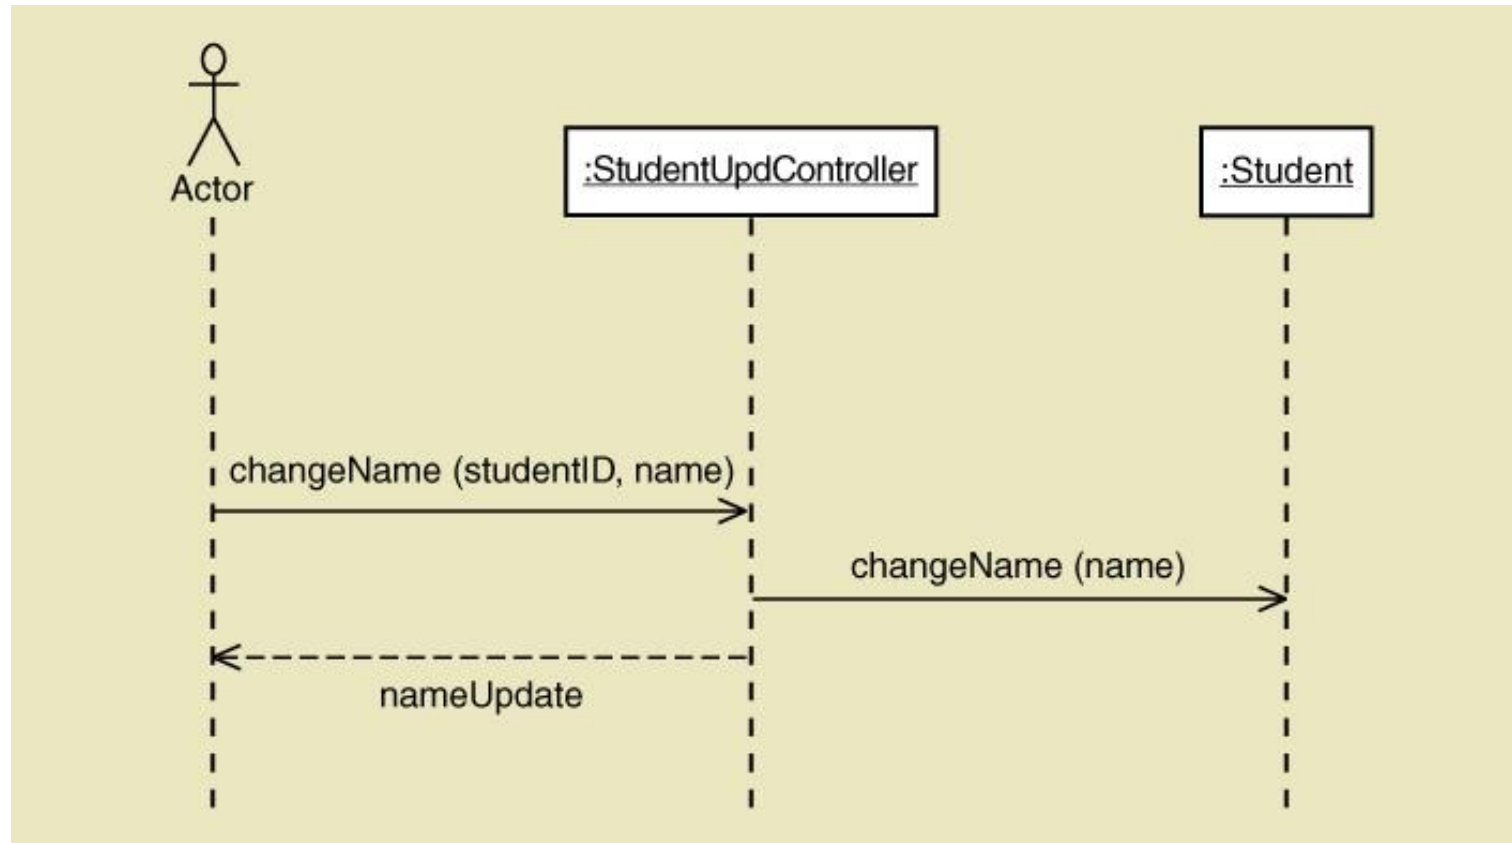 Actor
:StudentUpdController
:Student
changeName (studentID, name)
changeName (name)
nameUpdate